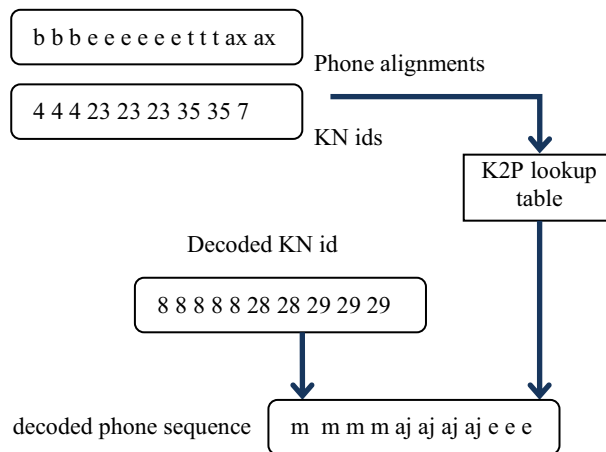 b b b e e e e e e t t t ax ax
Phone alignments
4 4 4 23 23 23 35 35 7
KN ids
K2P lookup
table
Decoded KN id
8 8 8 8 8 28 28 29 29 29
decoded phone sequence
m m m m aj aj aj aj e e e